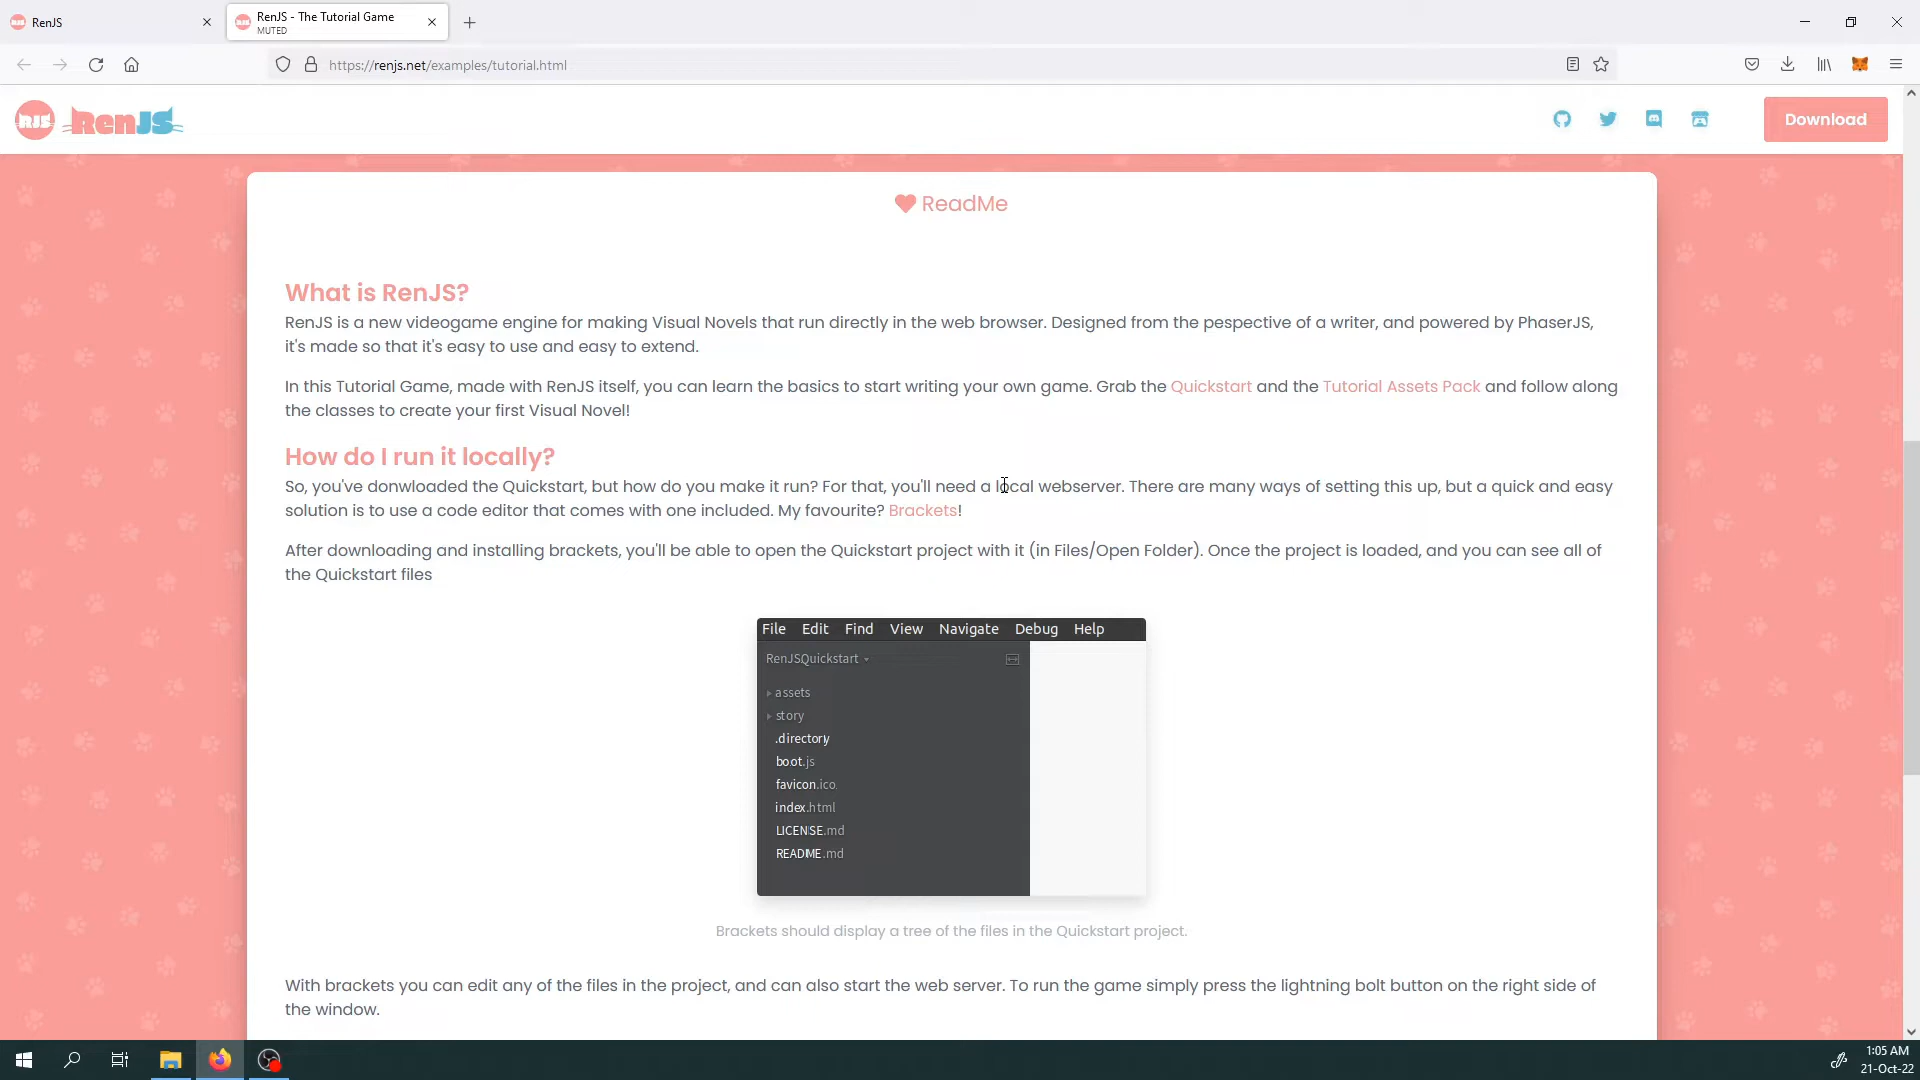 RenJS
RenJS - The Tutorial Game
MUTED
https://renjs.net/examples/tutorial.html
RJS RenJS
Download
ReadMe
What is RenJS?
RenJS is a new videogame engine for making Visual Novels that run directly in the web browser. Designed from the pespective of a writer, and powered by PhaserJS,
it's made so that it's easy to use and easy to extend.
In this Tutorial Game, made with RenJS itself, you can learn the basics to start writing your own game. Grab the Quickstart and the Tutorial Assets Pack and follow along
the classes to create your first Visual Novel!
How do I run it locally?
So, you've donwloaded the Quickstart, but how do you make it run? For that, you'll need a local webserver. There are many ways of setting this up, but a quick and easy
solution is to use a code editor that comes with one included. My favourite? Brackets!
After downloading and installing brackets, you'll be able to open the Quickstart project with it (in Files/Open Folder). Once the project is loaded, and you can see all of
the Quickstart files
File Edit Find View Navigate Debug Help
RenJSQuickstart
assets
story
.directory
boot.js
favicon.ico
index.html
LICENSE.md
README.md
Brackets should display a tree of the files in the Quickstart project.
With brackets you can edit any of the files in the project, and can also start the web server. To run the game simply press the lightning bolt button on the right side of
the window.
1:05 AM
21-Oct-22